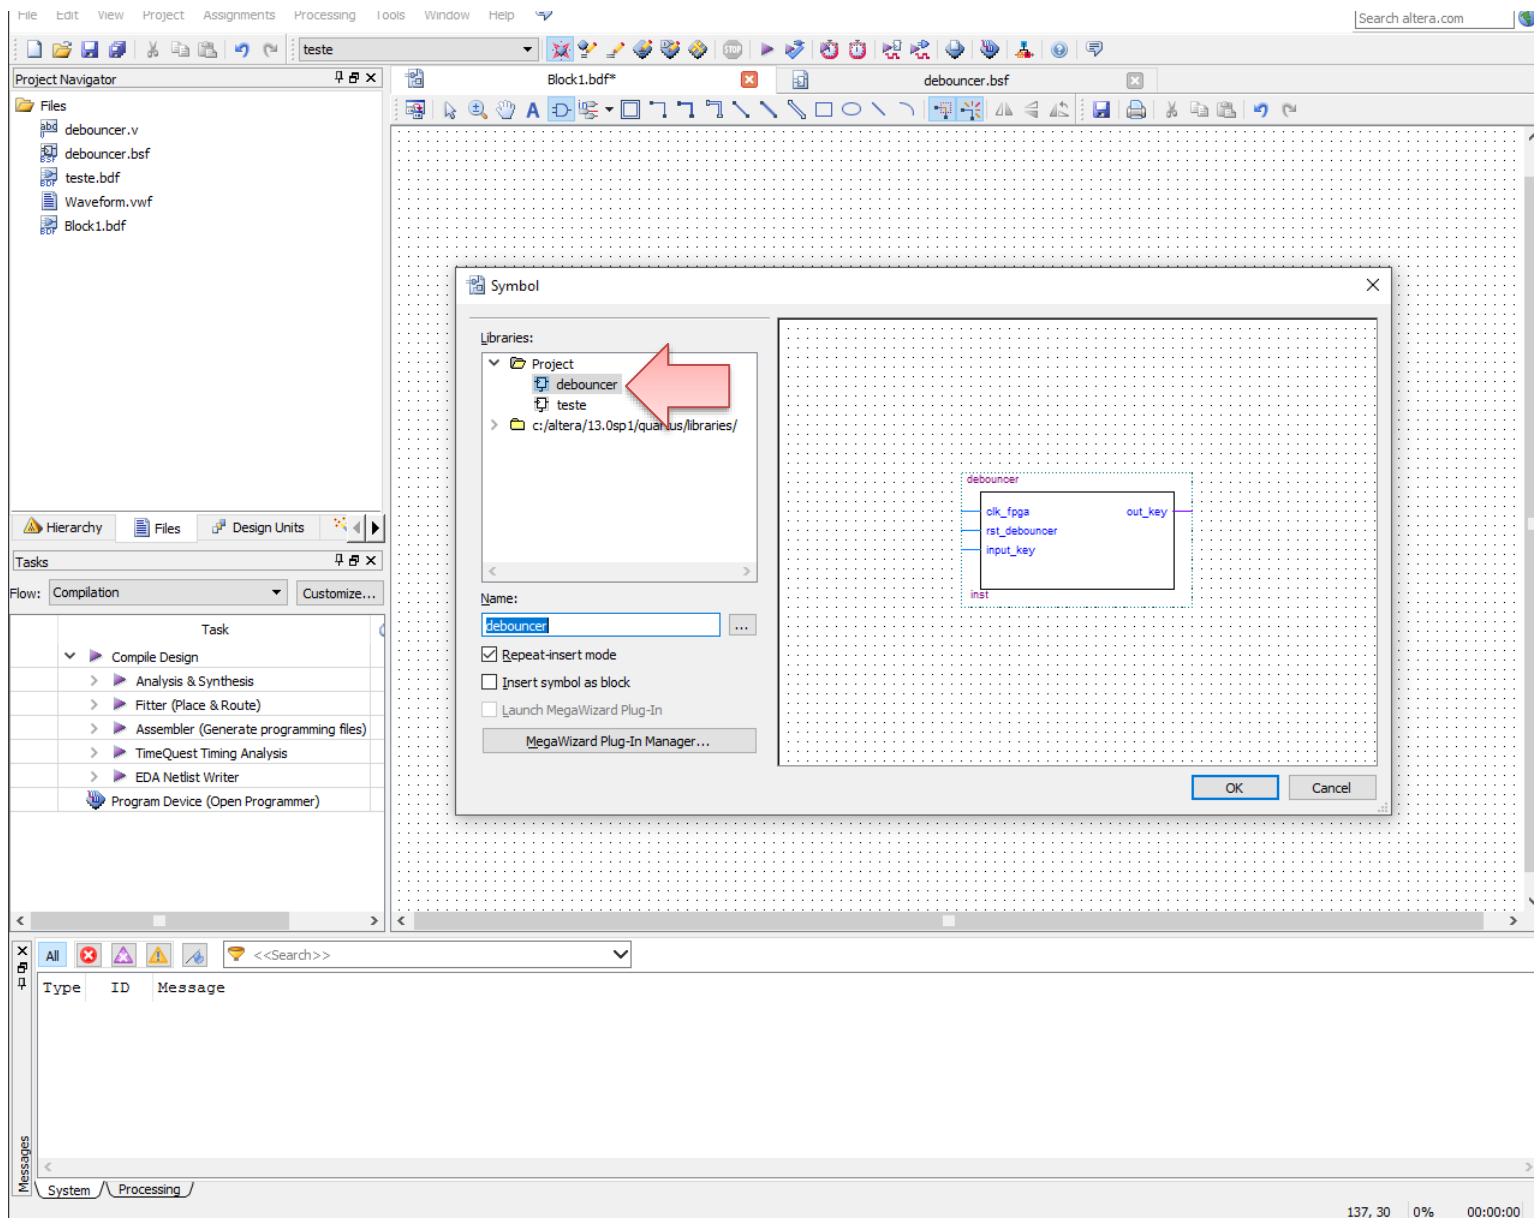 File Edit View Project Assignments Processing Tools Window Help
Search altera.com
teste
Project Navigator
Block1.bdf*
debouncer.bsf
Files
debouncer.v
debouncer.bsf
teste.bdf
Waveform.vwf
Block1.bdf
Symbol
Libraries:
Project
debouncer
teste
c:/altera/13.0sp1/quartus/libraries/
debouncer
clk_fpga out_key
rst_debouncer
input_key
inst
Hierarchy Files Design Units
Tasks
Flow: Compilation Customize...
Task
Compile Design
Analysis & Synthesis
Fitter (Place & Route)
Assembler (Generate programming files)
TimeQuest Timing Analysis
EDA Netlist Writer
Program Device (Open Programmer)
Name:
debouncer
...
Repeat-insert mode
Insert symbol as block
Launch MegaWizard Plug-In
MegaWizard Plug-In Manager...
OK Cancel
All <<Search>>
Type ID Message
Messages
System Processing
137, 30 0% 00:00:00